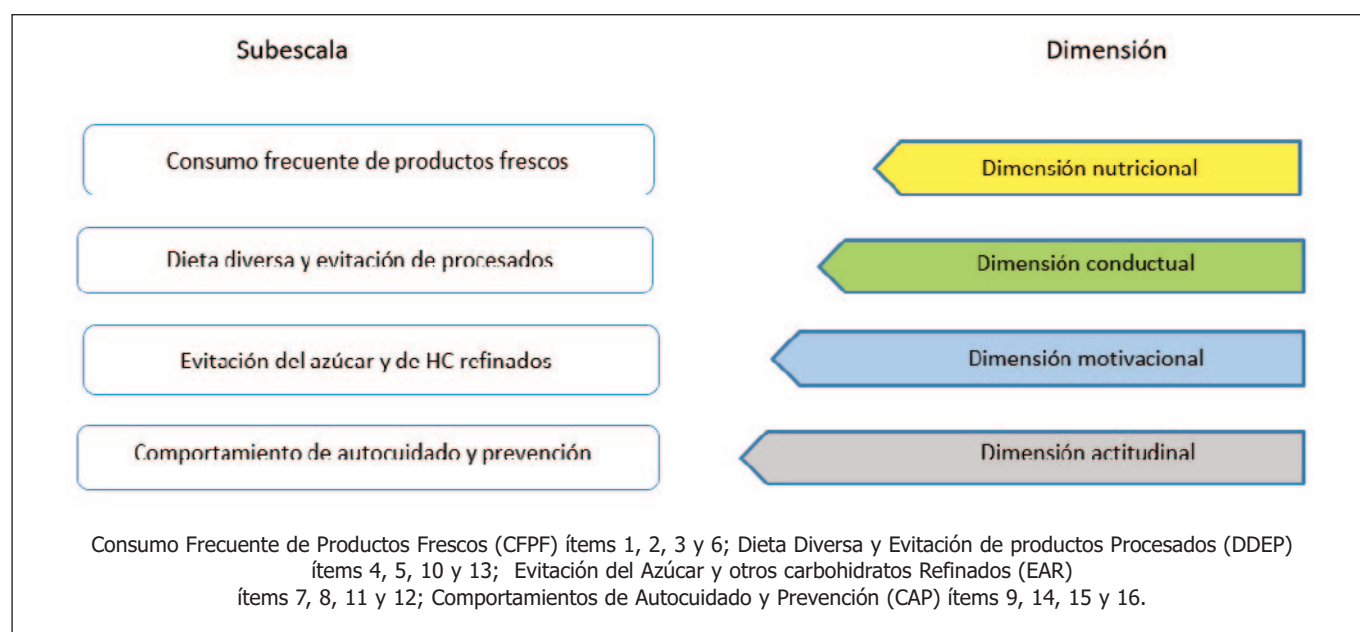 Subescala Dimensión
Consumo frecuente de productos frescos Dimensión nutricional
Dieta diversa y evitación de procesados Dimensión conductual
Evitación del azúcar y de HC refinados Dimensión motivacional
Comportamiento de autocuidado y prevención Dimensión actitudinal
Consumo Frecuente de Productos Frescos (CFPF) ítems 1, 2, 3 y 6; Dieta Diversa y Evitación de productos Procesados (DDEP)
ítems 4, 5, 10 y 13; Evitación del Azúcar y otros carbohidratos Refinados (EAR)
ítems 7, 8, 11 y 12; Comportamientos de Autocuidado y Prevención (CAP) ítems 9, 14, 15 y 16.